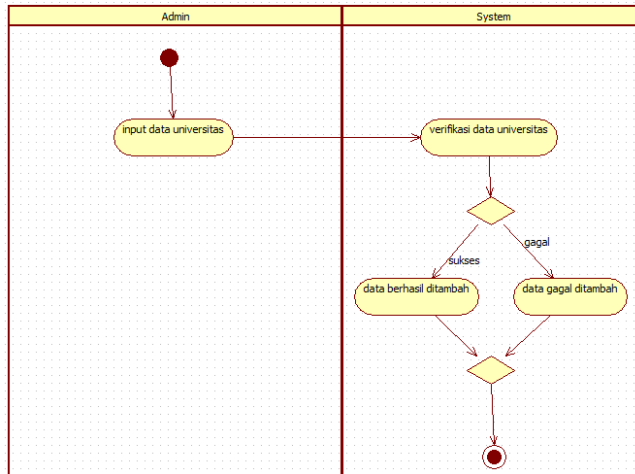 Admin
System
input data universitas
verifikasi data universitas
sukses
gagal
data berhasil ditambah
data gagal ditambah